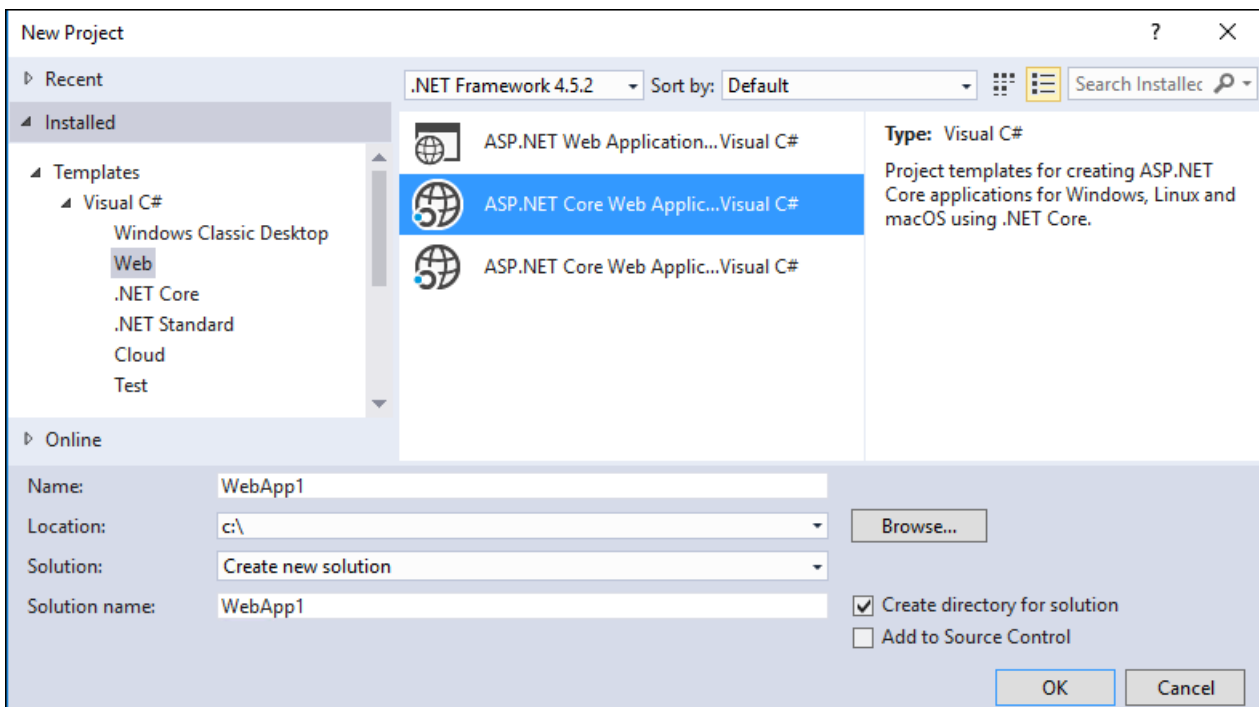 New Project
?
Recent
.NET Framework 4.5.2
Sort by:
Default
Search Installec
Installed
Templates
Visual C#
Windows Classic Desktop
Web
.NET Core
.NET Standard
Cloud
Test
Online
ASP.NET Web Application...Visual C#
ASP.NET Core Web Applic...Visual C#
ASP.NET Core Web Applic...Visual C#
Type: Visual C#
Project templates for creating ASP.NET
Core applications for Windows, Linux and
macOS using .NET Core.
Name:
WebApp1
Location:
c:\
Browse...
Solution:
Create new solution
Solution name:
WebApp1
Create directory for solution
Add to Source Control
OK
Cancel